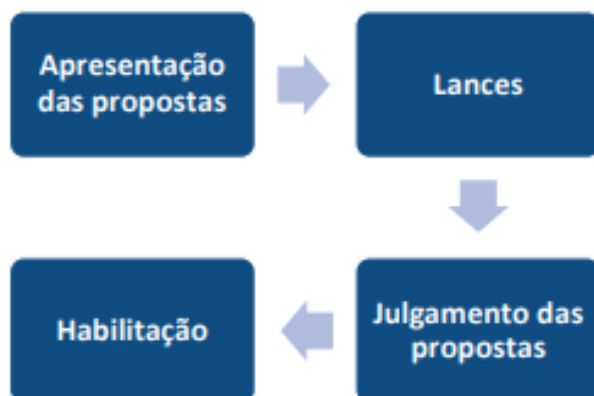 Apresentação
das propostas
Lances
Julgamento das
propostas
Habilitação